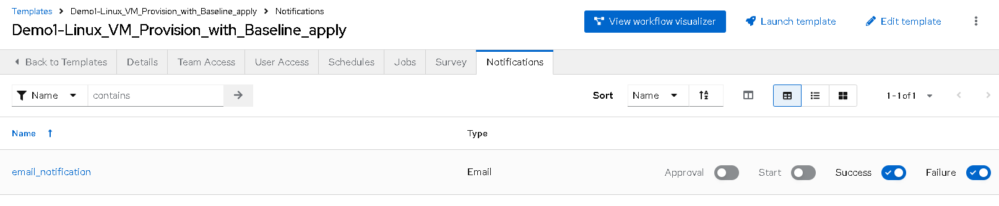 Templates > Demo1-Linux_VM_Provision_with_Baseline_apply > Notifications
Demo1-Linux_VM_Provision_with_Baseline_apply
View workflow visualizer Launch template Edit template
Back to Templates Details Team Access User Access Schedules Jobs Survey Notifications
Name contains Sort Name 1-1 of 1
Name Type
email_notification Email Approval Start Success Failure